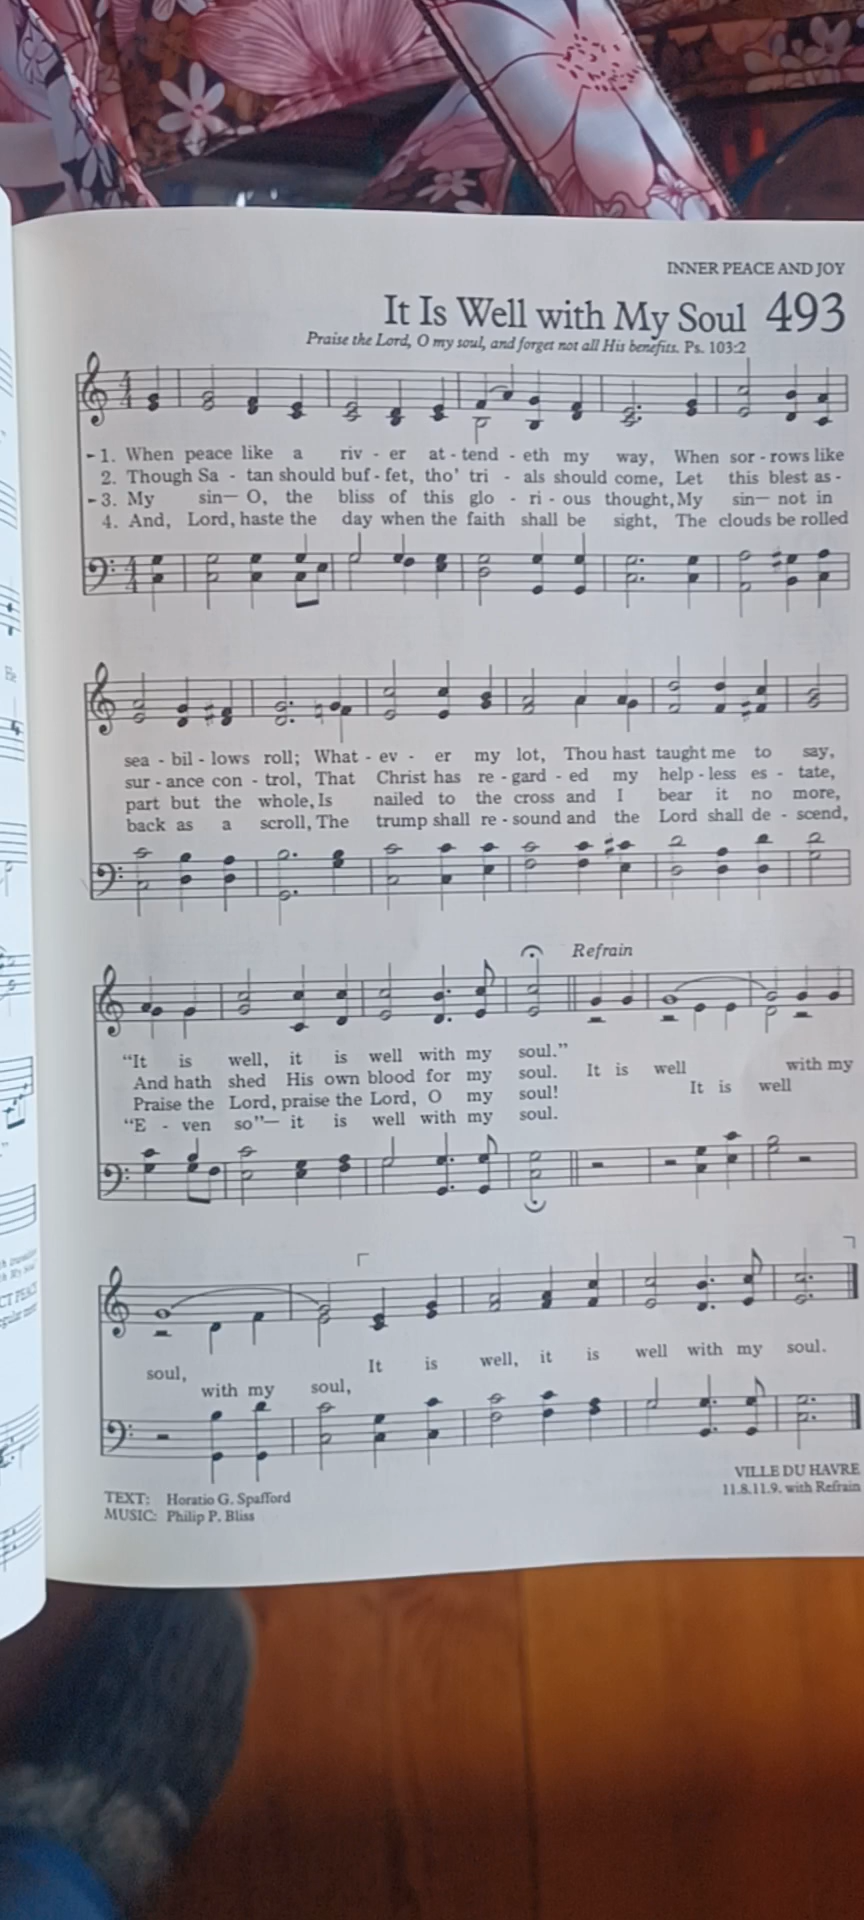 INNER PEACE AND JOY
It Is Well with My Soul 493
Praise the Lord, O my soul, and forget not all His benefits. Ps. 103:2
-1. When peace like a riv - er at - tend - eth my way, When sor - rows like
2. Though Sa - tan should buf - fet, tho' tri - als should come, Let this blest as -
-3. My sin— O, the bliss of this glo - ri - ous thought, My sin— not in
4. And, Lord, haste the day when the faith shall be sight, The clouds be rolled
sea - bil - lows roll; What - ev - er my lot, Thou hast taught me to say,
sur - ance con - trol, That Christ has re - gard - ed my help - less es - tate,
part but the whole, Is nailed to the cross and I bear it no more,
back as a scroll, The trump shall re - sound and the Lord shall de - scend,
Refrain
"It is well, it is well with my soul."
And hath shed His own blood for my soul. It is well with my
Praise the Lord, praise the Lord, O my soul! It is well
"E - ven so"— it is well with my soul.
soul, It is well, it is well with my soul.
with my soul,
TEXT: Horatio G. Spafford
MUSIC: Philip P. Bliss
VILLE DU HAVRE
11.8.11.9. with Refrain
He